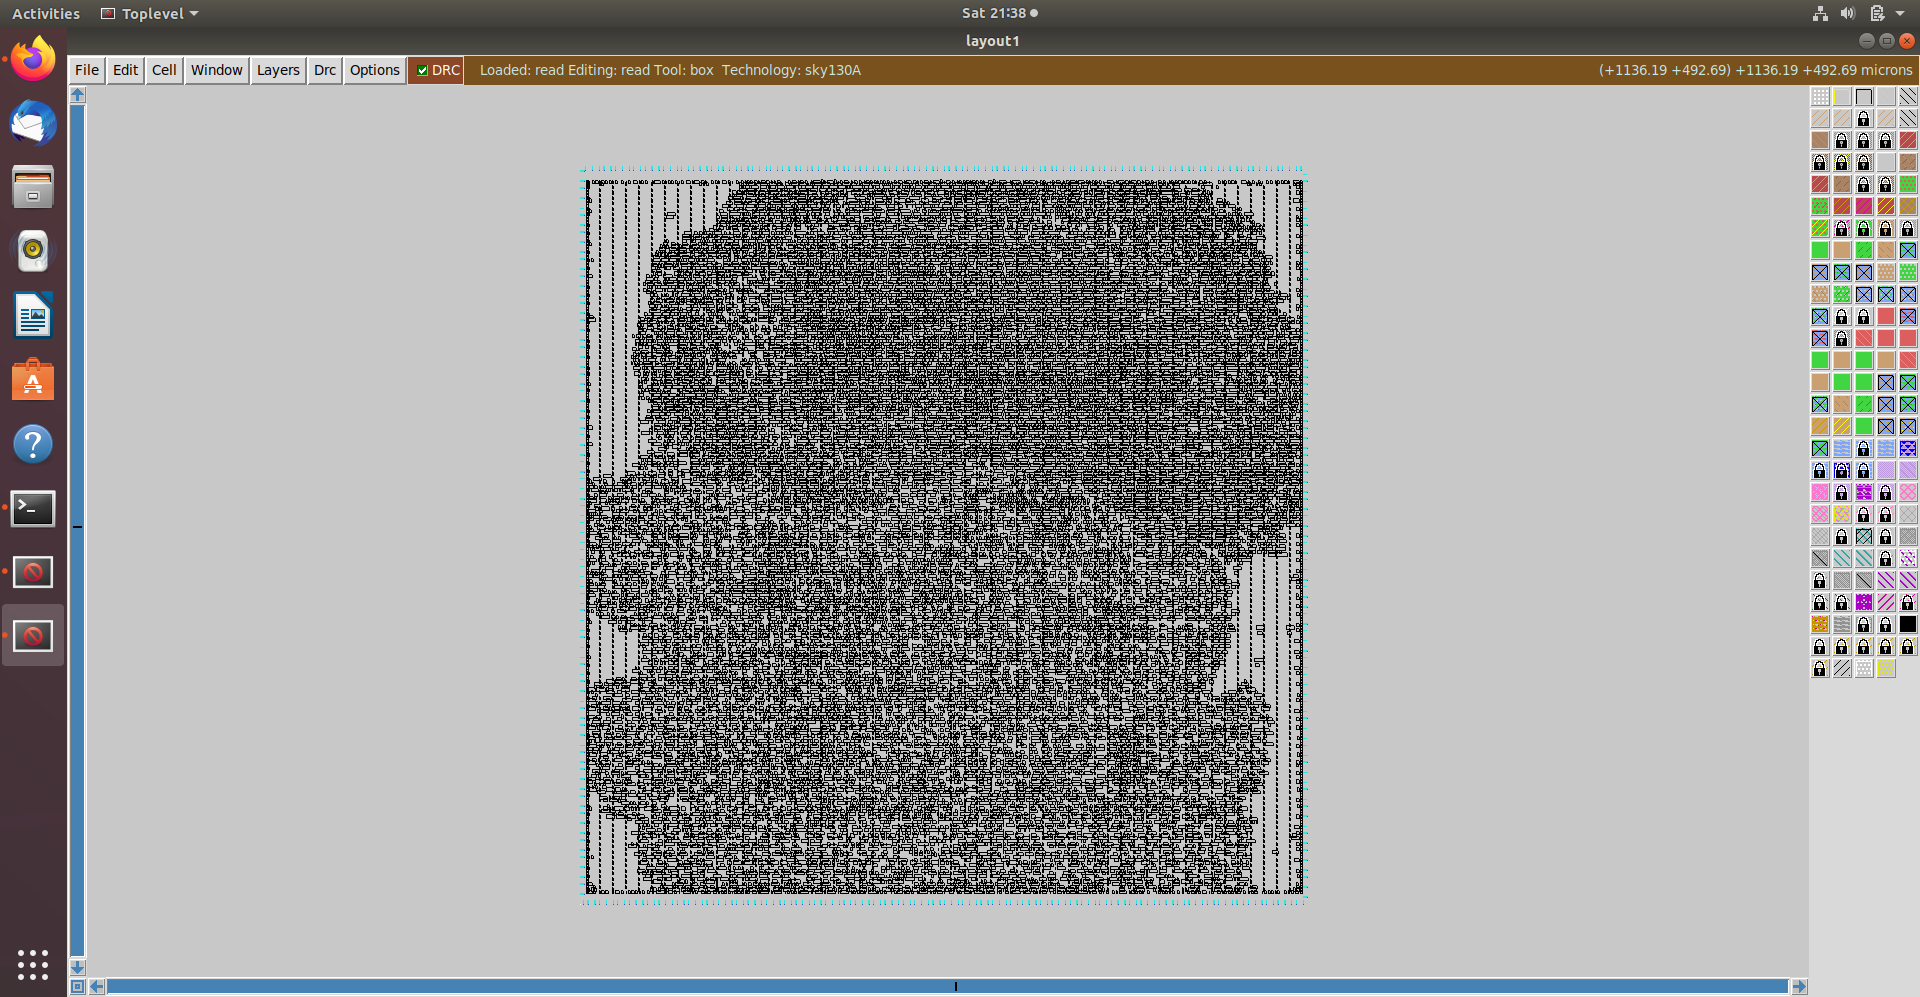 Activities Toplevel Sat 21:38
layout1
File Edit Cell Window Layers Drc Options DRC Loaded: read Editing: read Tool: box Technology: sky130A (+1136.19 +492.69) +1136.19 +492.69 microns